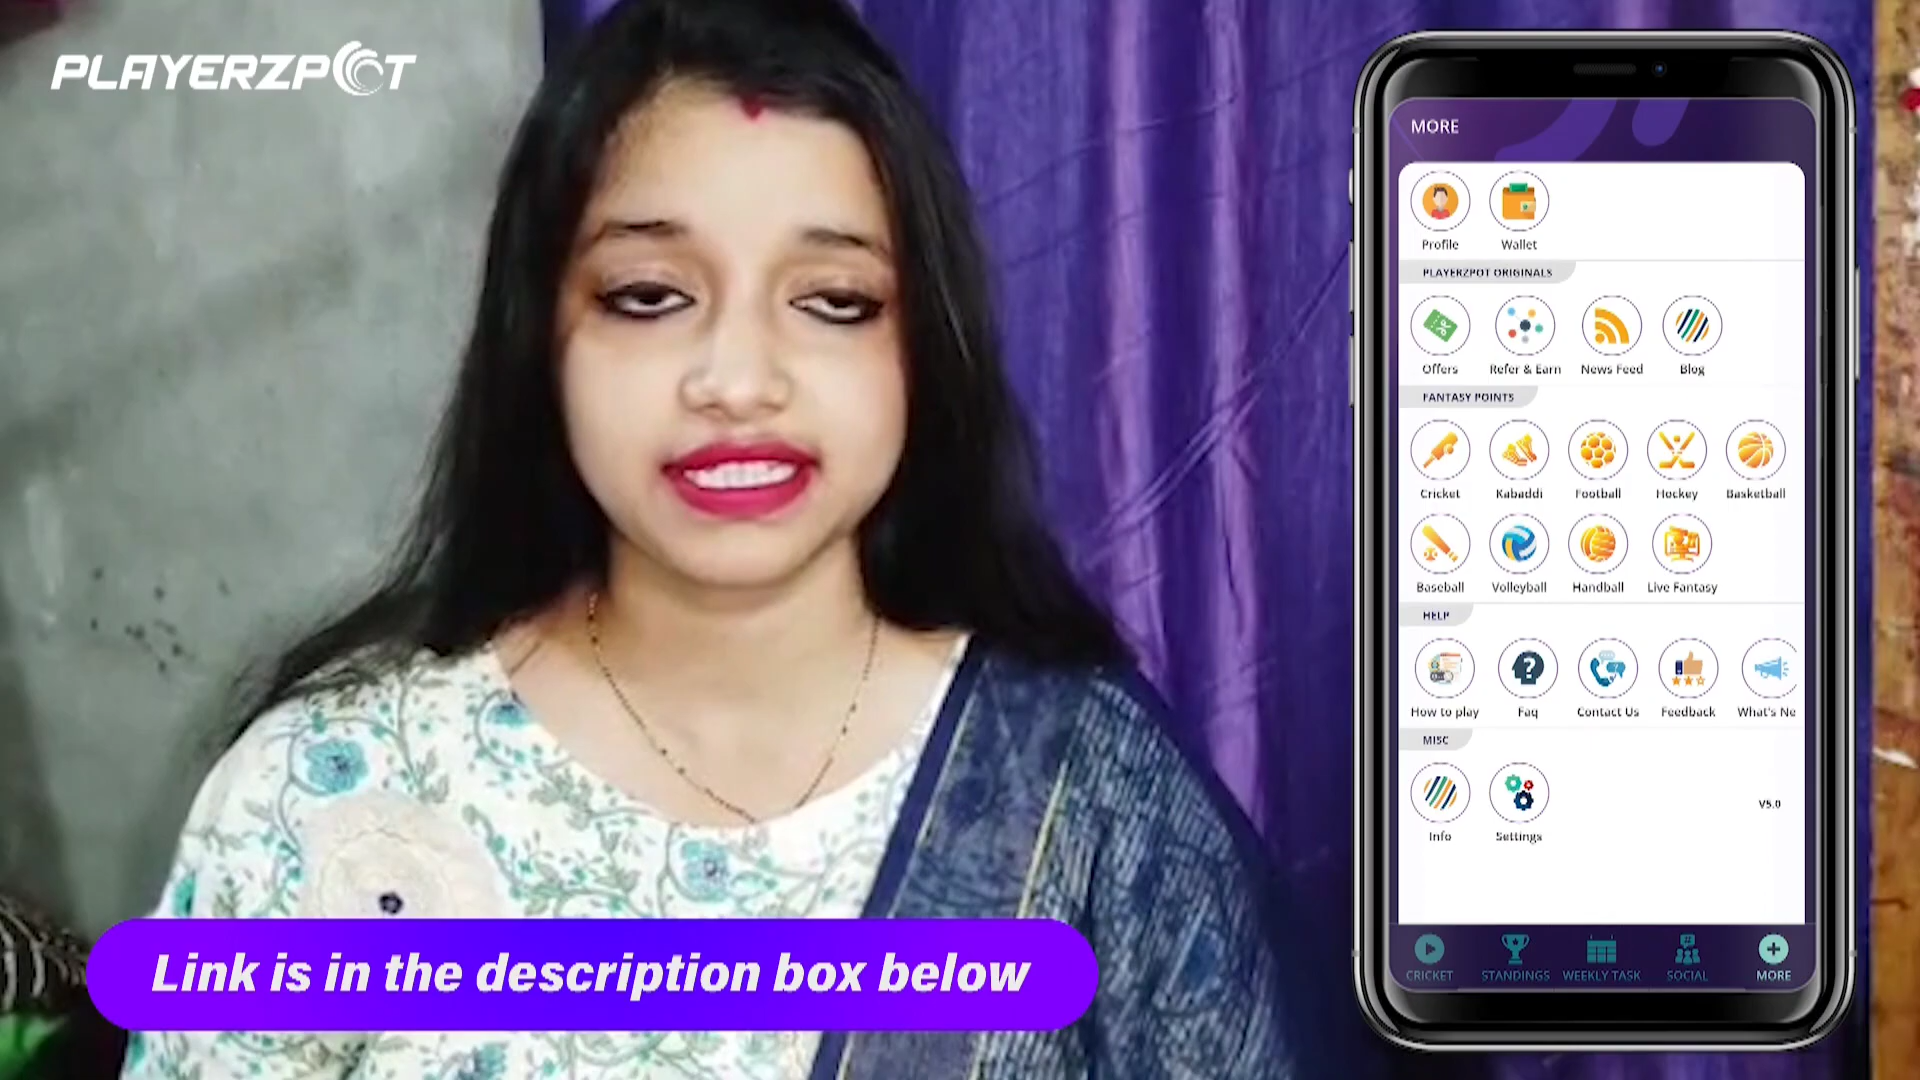 PLAYERZPOT
MORE
Profile Wallet
PLAYERZPOT ORIGINALS
Offers Refer & Earn News Feed Blog
FANTASY POINTS
Cricket Kabaddi Football Hockey Basketball
Baseball Volleyball Handball Live Fantasy
HELP
How to play Faq Contact Us Feedback What's Ne
MISC
V5.0
Info Settings
CRICKET STANDINGS WEEKLY TASK SOCIAL MORE
Link is in the description box below